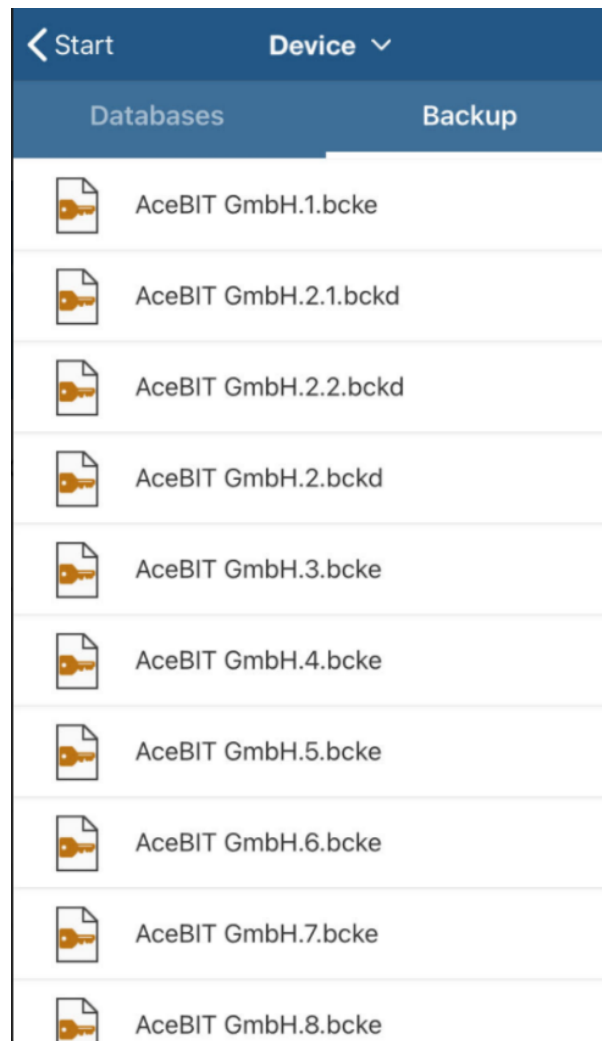 Start
Device
Databases
Backup
AceBIT GmbH.1.bcke
AceBIT GmbH.2.1.bckd
AceBIT GmbH.2.2.bckd
AceBIT GmbH.2.bckd
AceBIT GmbH.3.bcke
AceBIT GmbH.4.bcke
AceBIT GmbH.5.bcke
AceBIT GmbH.6.bcke
AceBIT GmbH.7.bcke
AceBIT GmbH.8.bcke